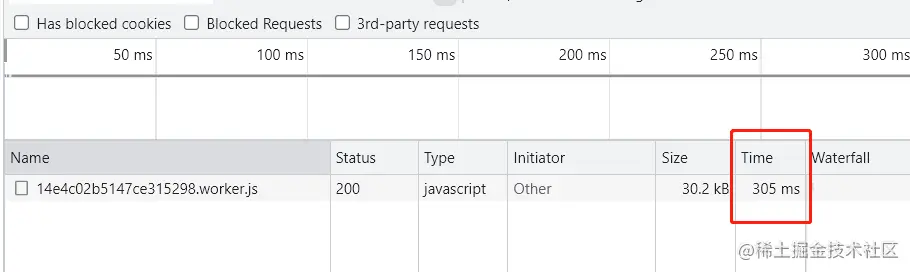 Has blocked cookies Blocked Requests 3rd-party requests
50 ms 100 ms 150 ms 200 ms 250 ms 300 ms
Name Status Type Initiator Size Time Waterfall
14e4c02b5147ce315298.worker.js 200 javascript Other 30.2 kB 305 ms
@稀土掘金技术社区